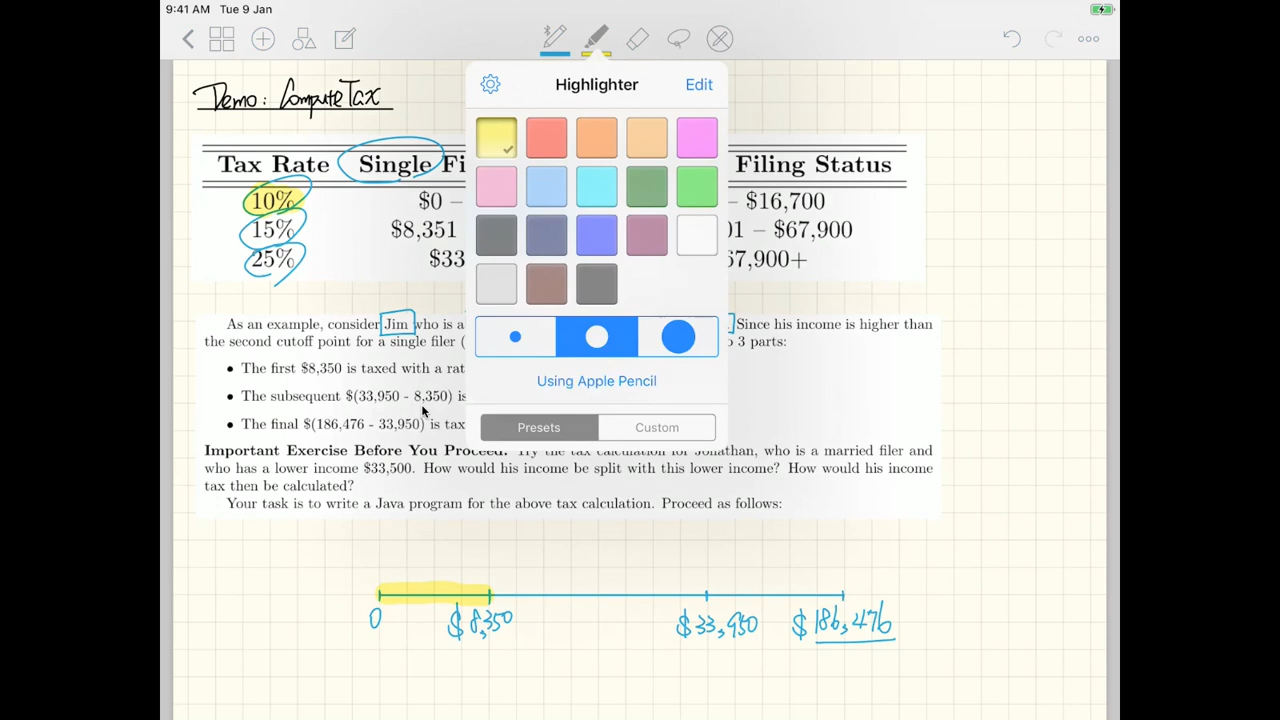 9:41 AM Tue 9 Jan
Highlighter
Edit
Demo: ComputeTax
Tax Rate Single Fi Filing Status
10% $0 – – $16,700
15% $8,351 01 – $67,900
25% $33 67,900+
As an example, consider Jim who is a Since his income is higher than
the second cutoff point for a single filer ( o 3 parts:
• The first $8,350 is taxed with a rat
• The subsequent $(33,950 - 8,350) is
• The final $(186,476 - 33,950) is tax
Using Apple Pencil
Presets
Custom
Important Exercise Before You Proceed. Try the tax calculation for Jonathan, who is a married filer and
who has a lower income $33,500. How would his income be split with this lower income? How would his income
tax then be calculated?
Your task is to write a Java program for the above tax calculation. Proceed as follows:
0 $8,350 $33,950 $186,476